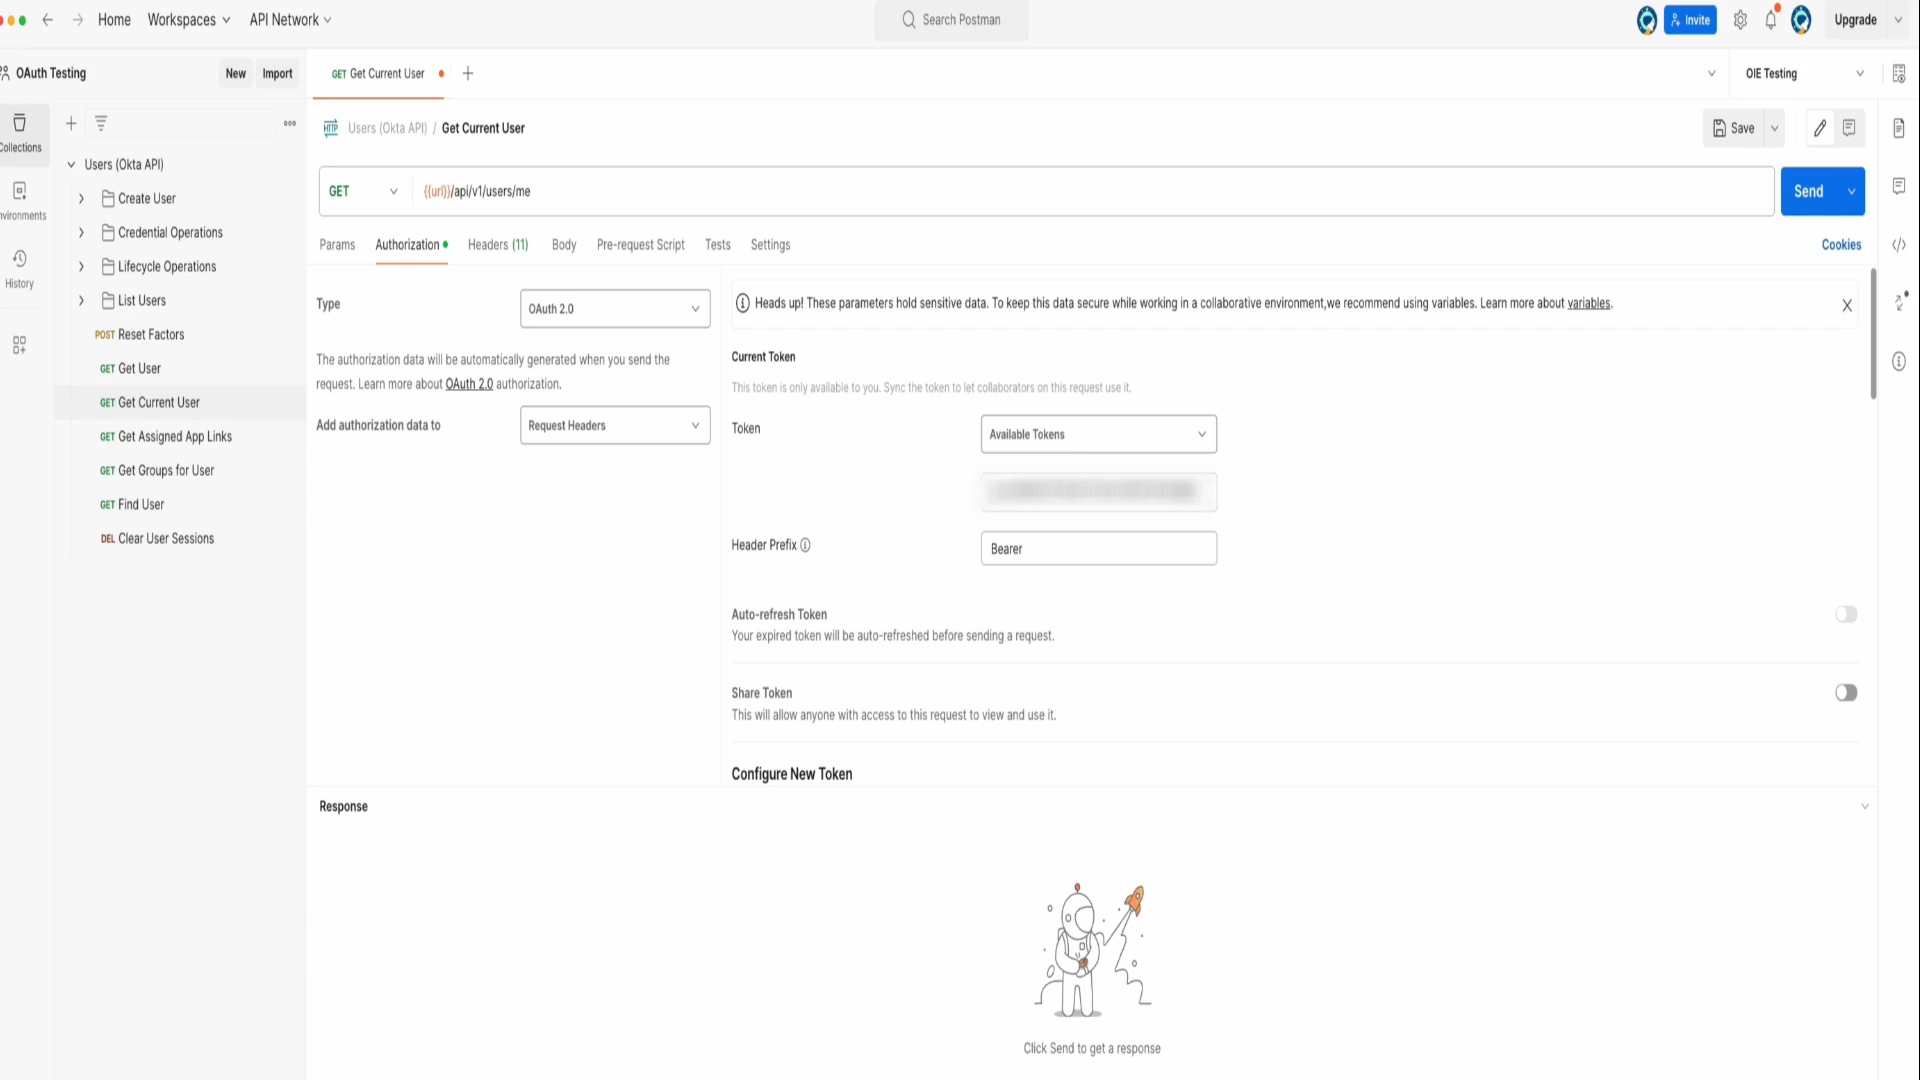 Home Workspaces API Network Search Postman Invite Upgrade
OAuth Testing New Import GET Get Current User OIE Testing
Collections
Users (Okta API) / Get Current User Save
Users (Okta API)
Create User
GET {{url}}/api/v1/users/me Send
Credential Operations
Params Authorization Headers (11) Body Pre-request Script Tests Settings Cookies
Lifecycle Operations
History
List Users
Type OAuth 2.0
Heads up! These parameters hold sensitive data. To keep this data secure while working in a collaborative environment,we recommend using variables. Learn more about variables.
POST Reset Factors
GET Get User
GET Get Current User
GET Get Assigned App Links
GET Get Groups for User
GET Find User
DEL Clear User Sessions
The authorization data will be automatically generated when you send the
request. Learn more about OAuth 2.0 authorization.
Add authorization data to Request Headers
Current Token
This token is only available to you. Sync the token to let collaborators on this request use it.
Token Available Tokens
Header Prefix Bearer
Auto-refresh Token
Your expired token will be auto-refreshed before sending a request.
Share Token
This will allow anyone with access to this request to view and use it.
Configure New Token
Response
Click Send to get a response